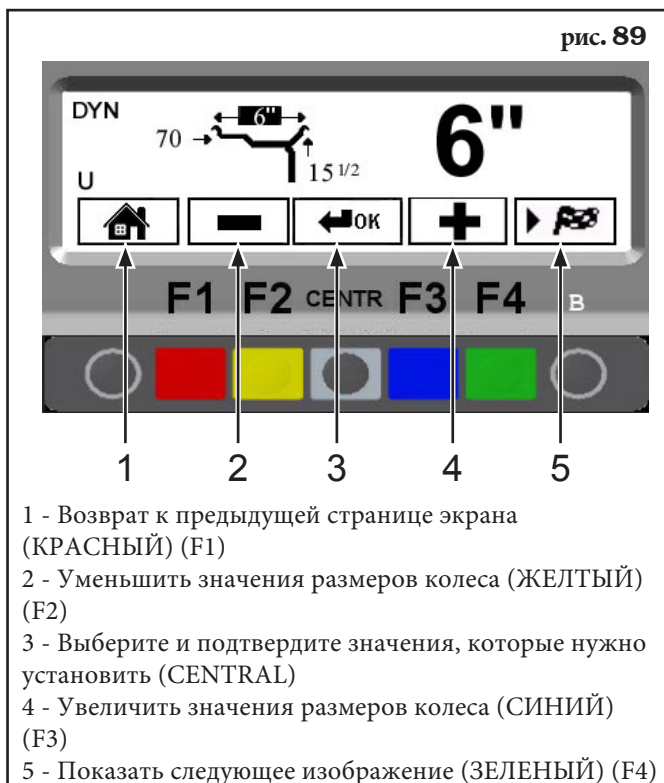 рис. 89
DYN
6"
6"
70
15 1/2
U
OK
F1 F2 CENTR F3 F4 B
1 2 3 4 5
1 - Возврат к предыдущей странице экрана
(КРАСНЫЙ) (F1)
2 - Уменьшить значения размеров колеса (ЖЕЛТЫЙ)
(F2)
3 - Выберите и подтвердите значения, которые нужно
установить (CENTRAL)
4 - Увеличить значения размеров колеса (СИНИЙ)
(F3)
5 - Показать следующее изображение (ЗЕЛЕНЫЙ) (F4)